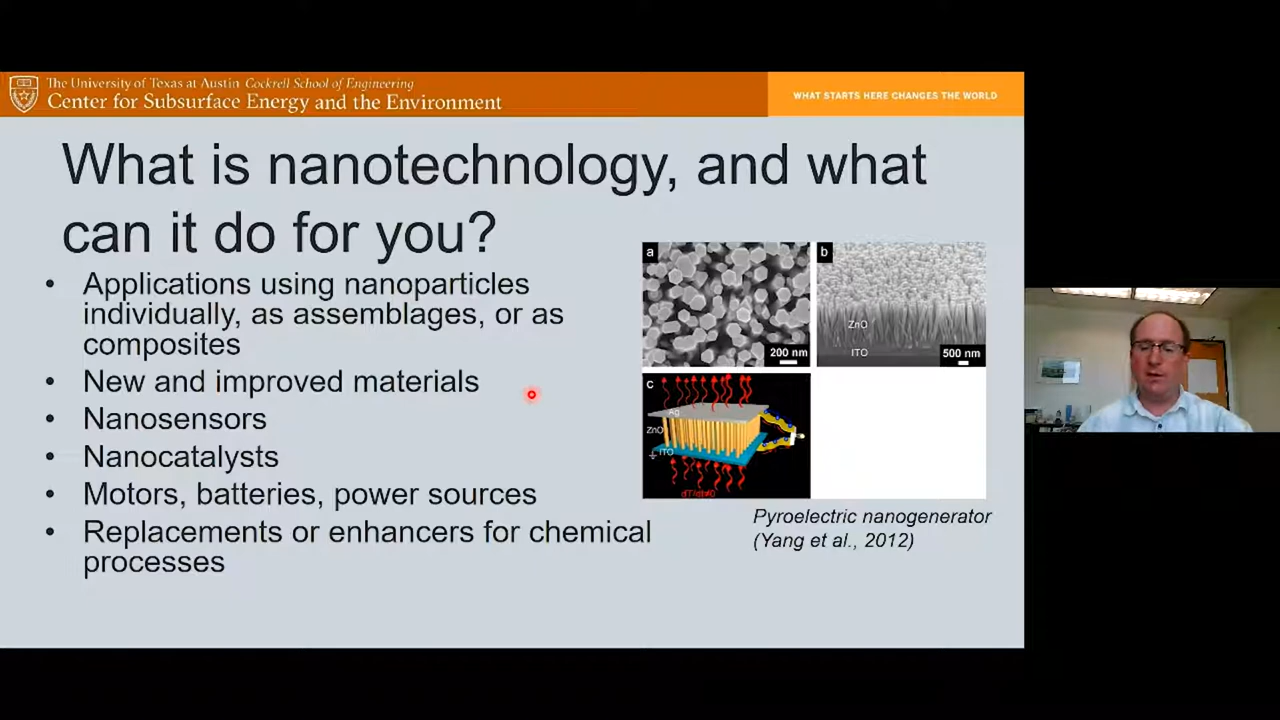 The University of Texas at Austin Cockrell School of Engineering
Center for Subsurface Energy and the Environment
WHAT STARTS HERE CHANGES THE WORLD
What is nanotechnology, and what
can it do for you?
• Applications using nanoparticles
individually, as assemblages, or as
composites
• New and improved materials
• Nanosensors
• Nanocatalysts
• Motors, batteries, power sources
• Replacements or enhancers for chemical
processes
a
200 nm
b
ZnO
ITO
500 nm
c
Ag
ZnO
ITO
Pyroelectric nanogenerator
(Yang et al., 2012)